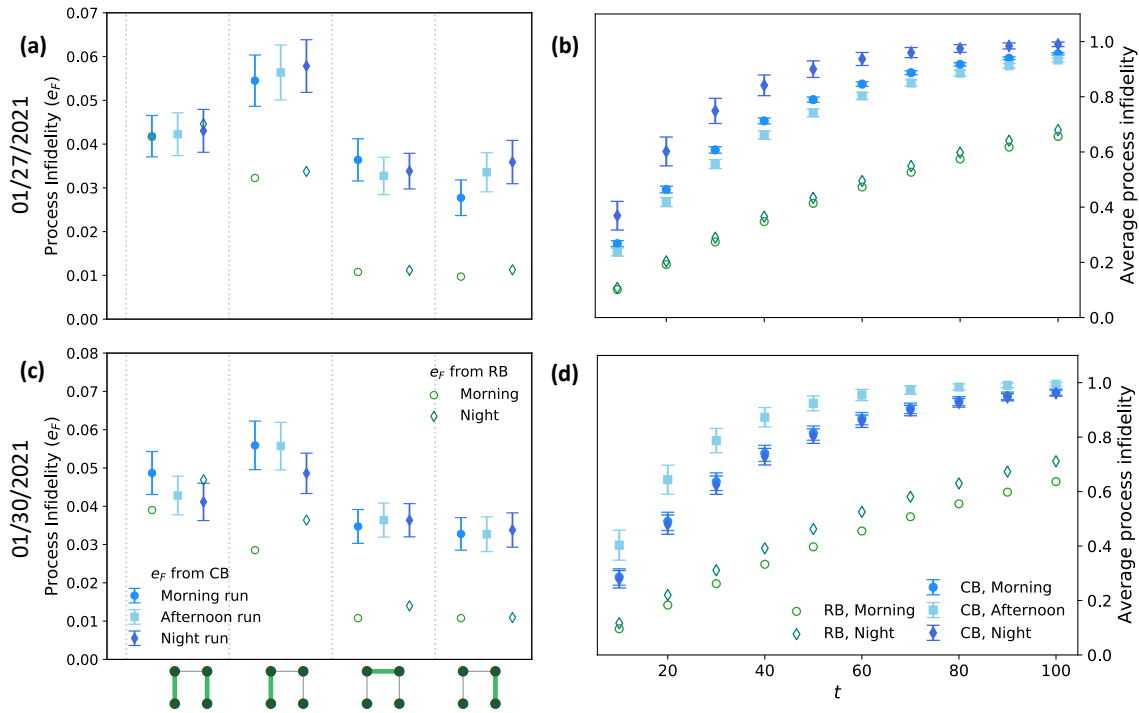 (a)
01/27/2021
Process Infidelity (e_F)
0.07
0.06
0.05
0.04
0.03
0.02
0.01
0.00
(b)
1.0
0.8
0.6
0.4
0.2
0.0
Average process infidelity
(c)
01/30/2021
Process Infidelity (e_F)
0.08
0.07
0.06
0.05
0.04
0.03
0.02
0.01
0.00
e_F from RB
Morning
Night
e_F from CB
Morning run
Afternoon run
Night run
(d)
1.0
0.8
0.6
0.4
0.2
0.0
Average process infidelity
RB, Morning
RB, Night
CB, Morning
CB, Afternoon
CB, Night
20 40 60 80 100
t